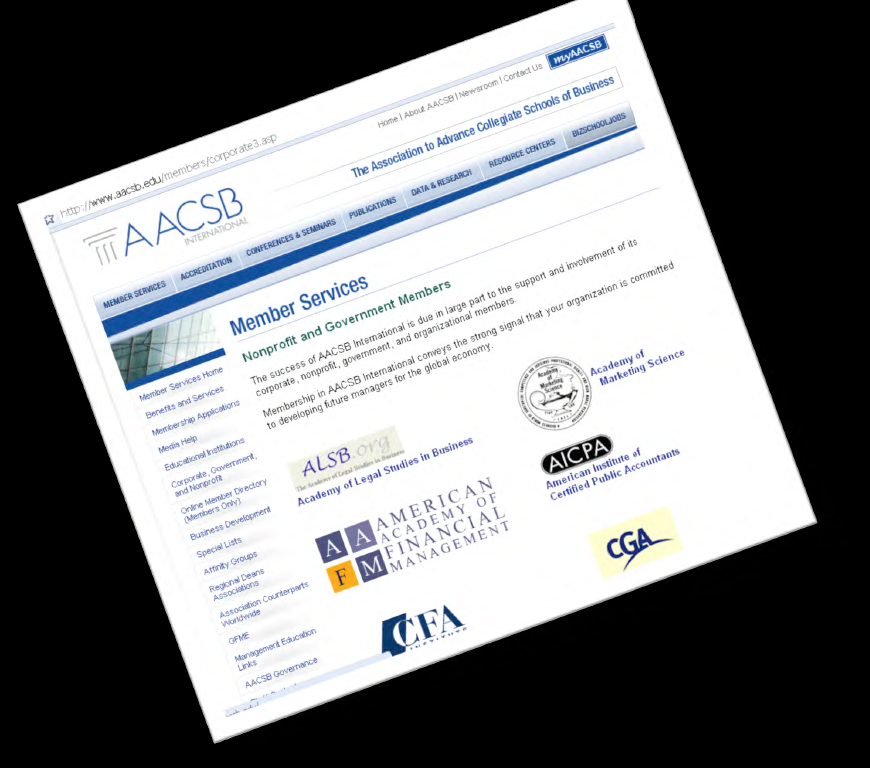 Home | About AACSB | Newsroom | Contact Us
myAACSB
http://www.aacsb.edu/members/corporate3.asp
The Association to Advance Collegiate Schools of Business
AACSB
INTERNATIONAL
MEMBER SERVICES
ACCREDITATION
CONFERENCES & SEMINARS
PUBLICATIONS
DATA & RESEARCH
RESOURCE CENTERS
BIZSCHOOLJOBS
Member Services
Nonprofit and Government Members
The success of AACSB International is due in large part to the support and involvement of its
corporate, nonprofit, government, and organizational members.
Membership in AACSB International conveys the strong signal that your organization is committed
to developing future managers for the global economy.
Member Services Home
Benefits and Services
Membership Applications
Media Help
Educational Institutions
Corporate, Government,
and Nonprofit
Online Member Directory
(Members Only)
Business Development
Special Lists
Affinity Groups
Regional Deans
Associations
Association Counterparts
Worldwide
GFME
Management Education
Links
AACSB Governance
Academy
of
Marketing
Science
Academy of
Marketing Science
ALSB.org
The Academy of Legal Studies in Business
Academy of Legal Studies in Business
AICPA
American Institute of
Certified Public Accountants
A A
F M
AMERICAN
ACADEMY OF
FINANCIAL
MANAGEMENT
CGA
CFA
INSTITUTE